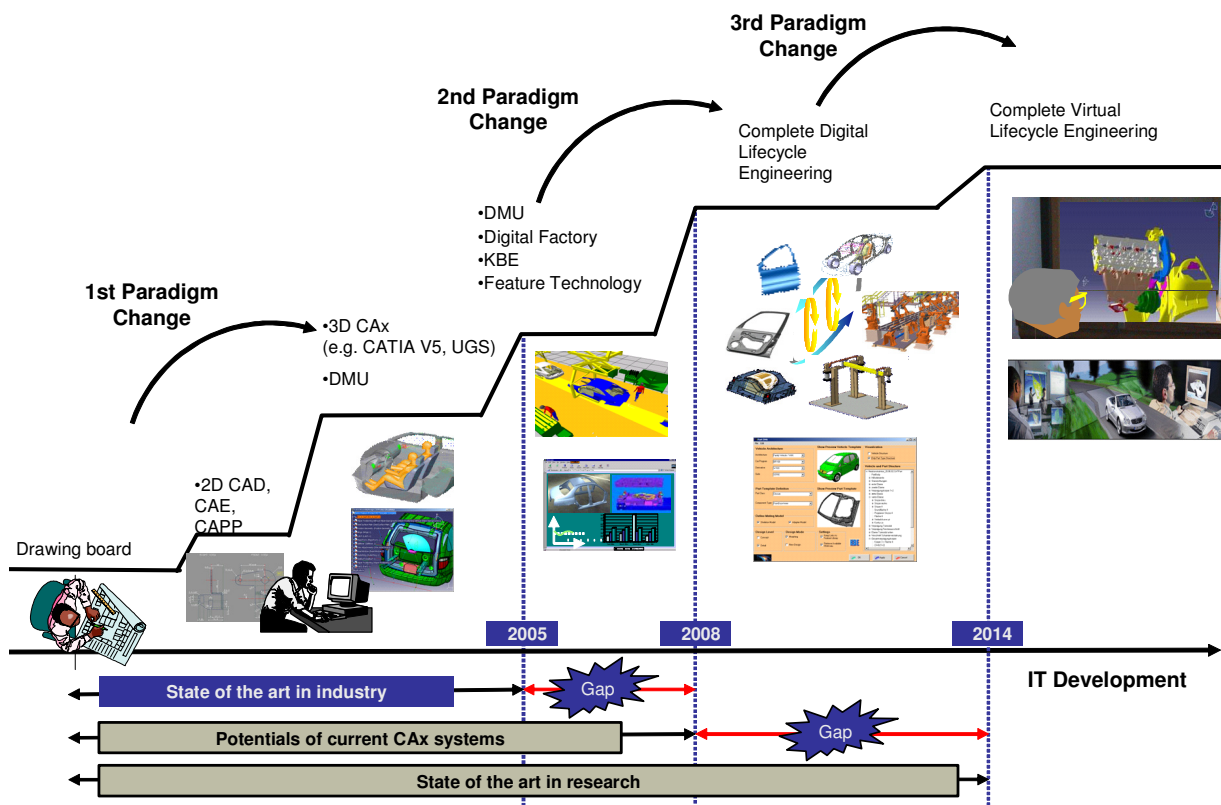 3rd Paradigm
Change
2nd Paradigm
Change
Complete Digital
Lifecycle
Engineering
Complete Virtual
Lifecycle Engineering
•DMU
•Digital Factory
•KBE
•Feature Technology
1st Paradigm
Change
•3D CAx
(e.g. CATIA V5, UGS)
•DMU
•2D CAD,
CAE,
CAPP
Drawing board
2005
2008
2014
IT Development
State of the art in industry
Gap
Potentials of current CAx systems
Gap
State of the art in research